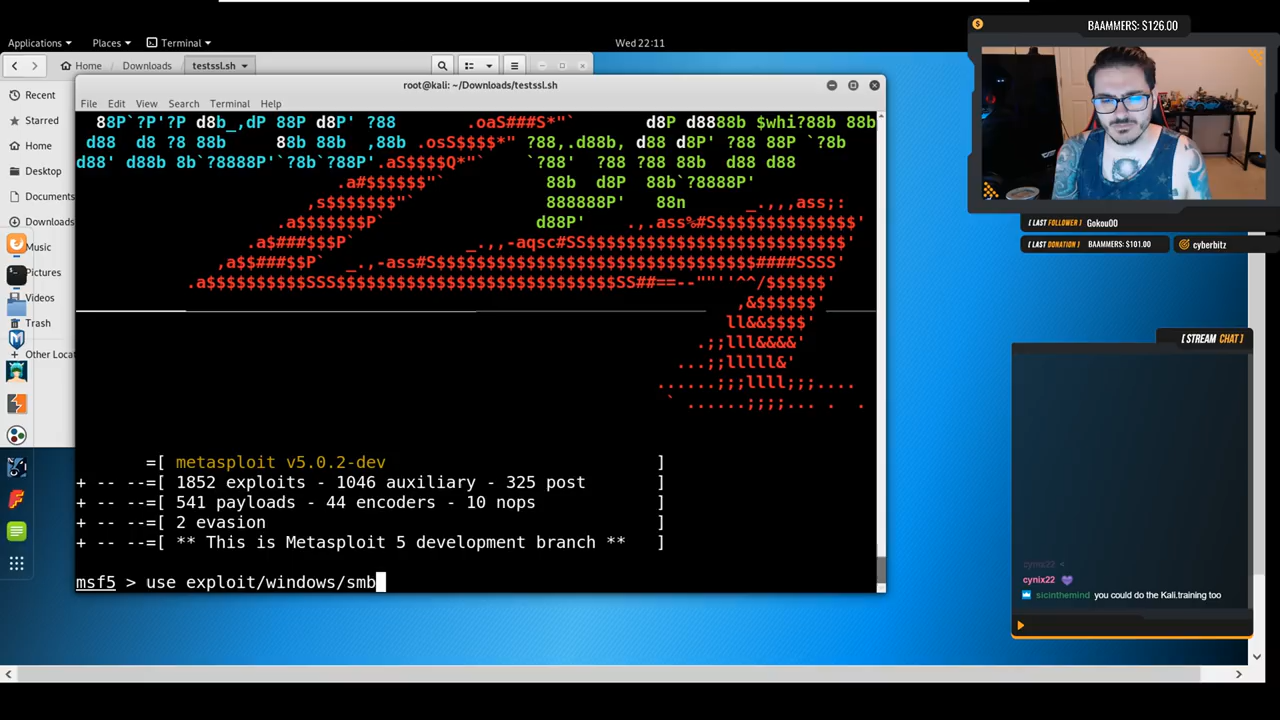 BAAMMERS: $126.00
Applications Places Terminal
Wed 22:11
Home Downloads testssl.sh
root@kali: ~/Downloads/testssl.sh
Recent
Starred
Home
Desktop
Documents
Downloads
Music
Pictures
Videos
Trash
Other Locat
File Edit View Search Terminal Help
=[ metasploit v5.0.2-dev ]
+ -- --=[ 1852 exploits - 1046 auxiliary - 325 post ]
+ -- --=[ 541 payloads - 44 encoders - 10 nops ]
+ -- --=[ 2 evasion ]
+ -- --=[ ** This is Metasploit 5 development branch ** ]
msf5 > use exploit/windows/smb
[ LAST FOLLOWER ] Gokou00
[ LAST DONATION ] BAAMMERS: $101.00
cyberbitz
[ STREAM CHAT ]
cynix22 <
cynix22
sicinthemind you could do the Kali.training too